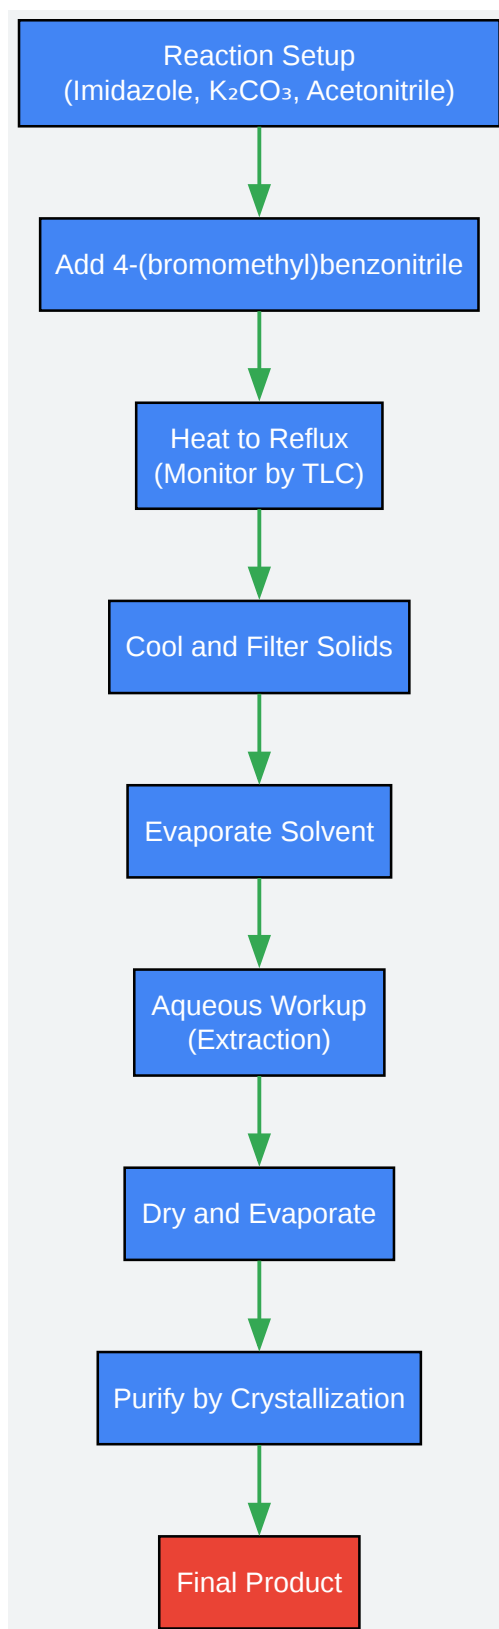 Reaction Setup
(Imidazole, K₂CO₃, Acetonitrile)
Add 4-(bromomethyl)benzonitrile
Heat to Reflux
(Monitor by TLC)
Cool and Filter Solids
Evaporate Solvent
Aqueous Workup
(Extraction)
Dry and Evaporate
Purify by Crystallization
Final Product